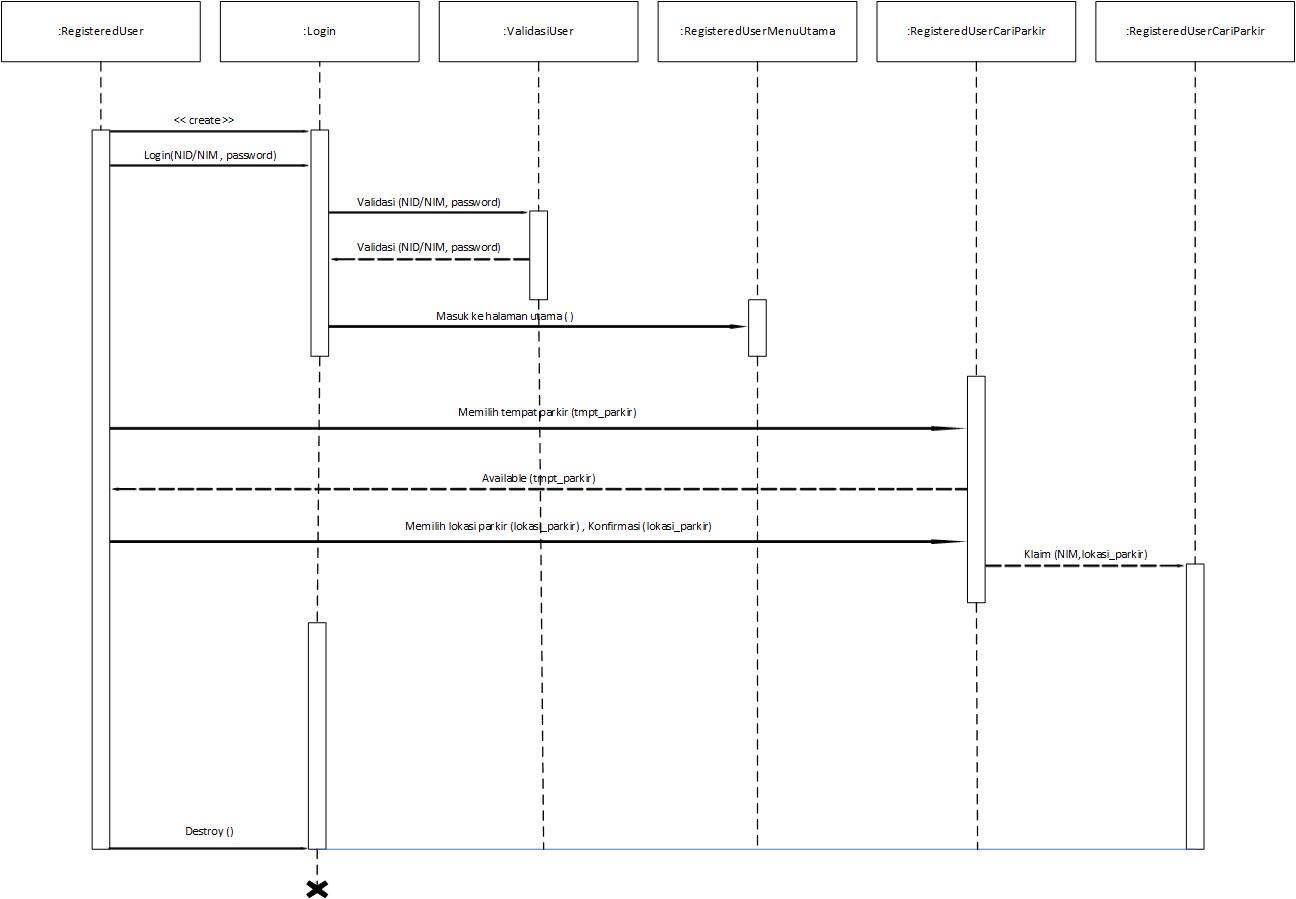 :RegisteredUser
:Login
:ValidasiUser
:RegisteredUserMenuUtama
:RegisteredUserCariParkir
:RegisteredUserCariParkir
<< create >>
Login(NID/NIM , password)
Validasi (NID/NIM, password)
Validasi (NID/NIM, password)
Masuk ke halaman utama ( )
Memilih tempat parkir (tmpt_parkir)
Available (tmpt_parkir)
Memilih lokasi parkir (lokasi_parkir) , Konfirmasi (lokasi_parkir)
Klaim (NIM,lokasi_parkir)
Destroy ()